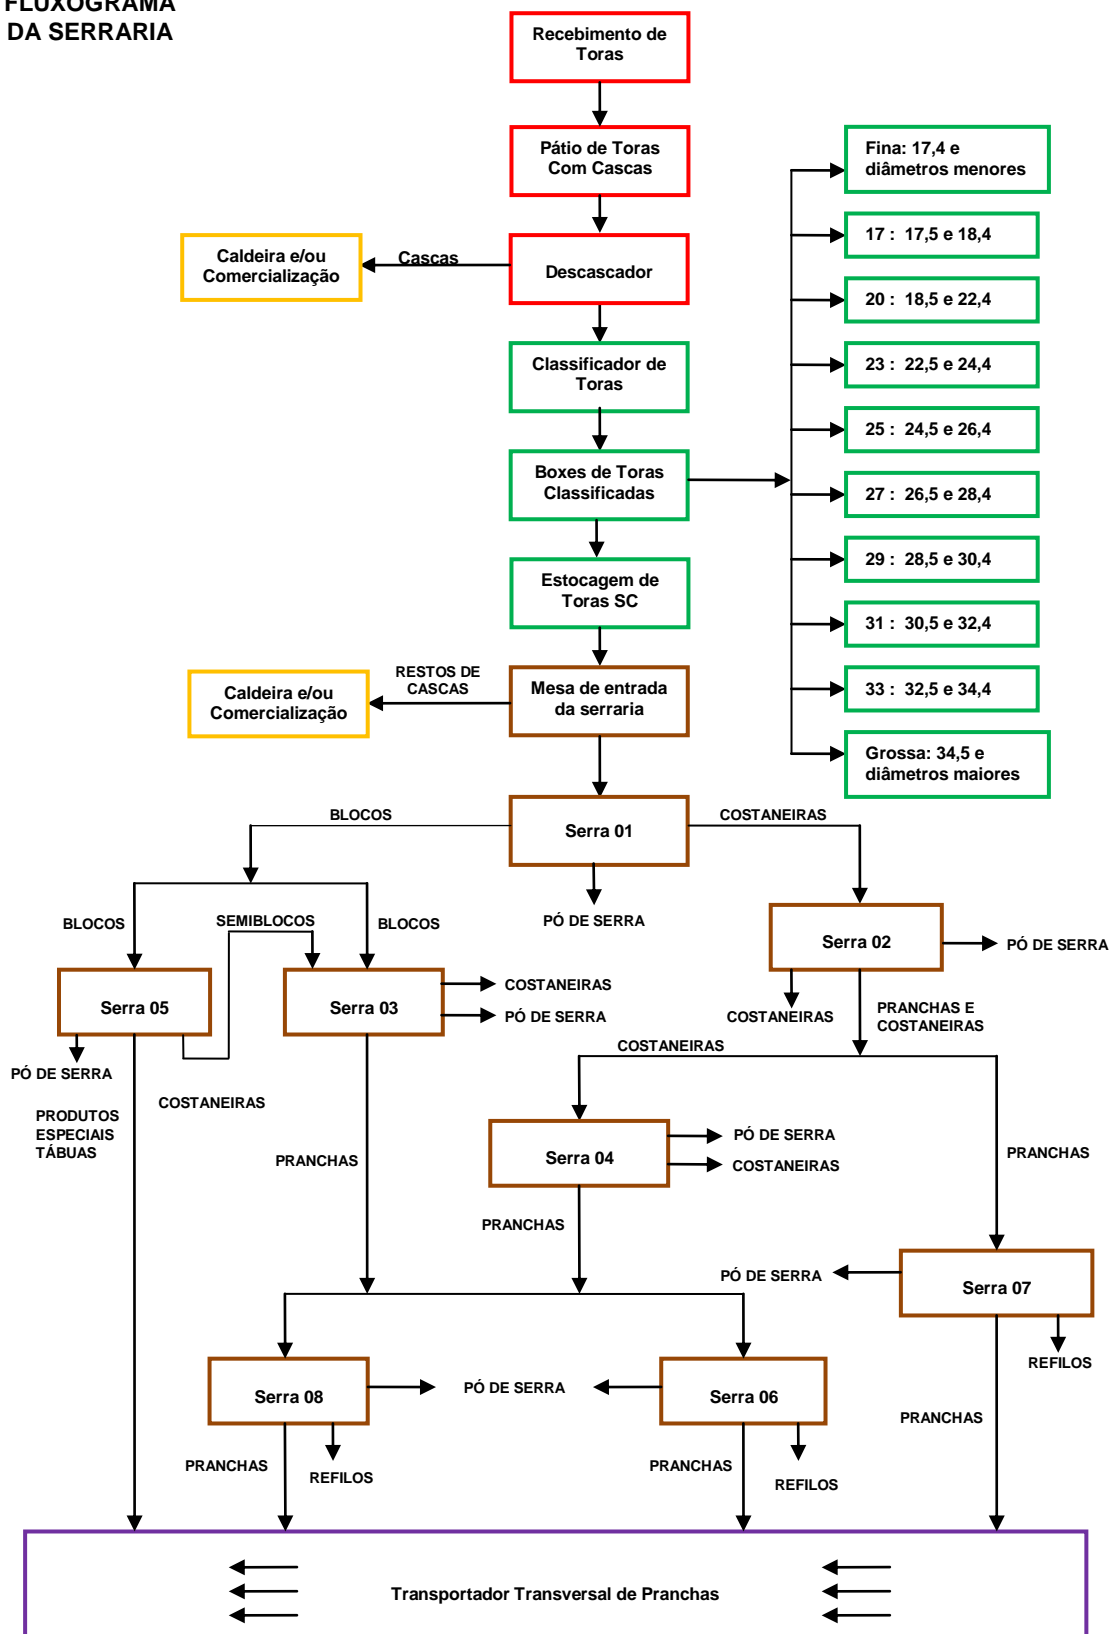 FLUXOGRAMA
DA SERRARIA
Recebimento de
Toras
Pátio de Toras
Com Cascas
Fina: 17,4 e
diâmetros menores
17 : 17,5 e 18,4
Caldeira e/ou
Comercialização
Cascas
Descascador
20 : 18,5 e 22,4
Classificador de
Toras
23 : 22,5 e 24,4
25 : 24,5 e 26,4
Boxes de Toras
Classificadas
27 : 26,5 e 28,4
29 : 28,5 e 30,4
Estocagem de
Toras SC
31 : 30,5 e 32,4
RESTOS DE
CASCAS
Caldeira e/ou
Comercialização
Mesa de entrada
da serraria
33 : 32,5 e 34,4
Grossa: 34,5 e
diâmetros maiores
BLOCOS
Serra 01
COSTANEIRAS
BLOCOS
SEMIBLOCOS
BLOCOS
PÓ DE SERRA
Serra 02
PÓ DE SERRA
Serra 05
Serra 03
COSTANEIRAS
PÓ DE SERRA
COSTANEIRAS
PRANCHAS E
COSTANEIRAS
COSTANEIRAS
PÓ DE SERRA
COSTANEIRAS
PRODUTOS
ESPECIAIS
TÁBUAS
PRANCHAS
Serra 04
PÓ DE SERRA
COSTANEIRAS
PRANCHAS
PRANCHAS
PÓ DE SERRA
Serra 07
REFILOS
Serra 08
PÓ DE SERRA
Serra 06
PRANCHAS
PRANCHAS
REFILOS
PRANCHAS
REFILOS
Transportador Transversal de Pranchas